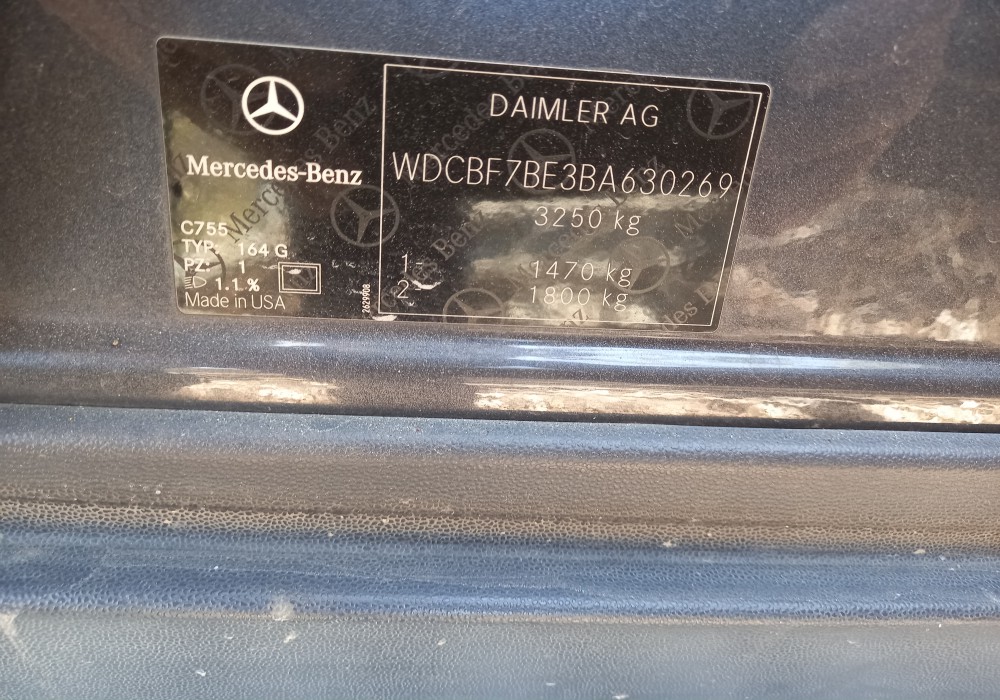 Mercedes-Benz
C755
TYP: 164 G
PZ: 1
1.1 %
Made in USA
2629908
DAIMLER AG
WDCBF7BE3BA630269
3250 kg
1 1470 kg
2 1800 kg